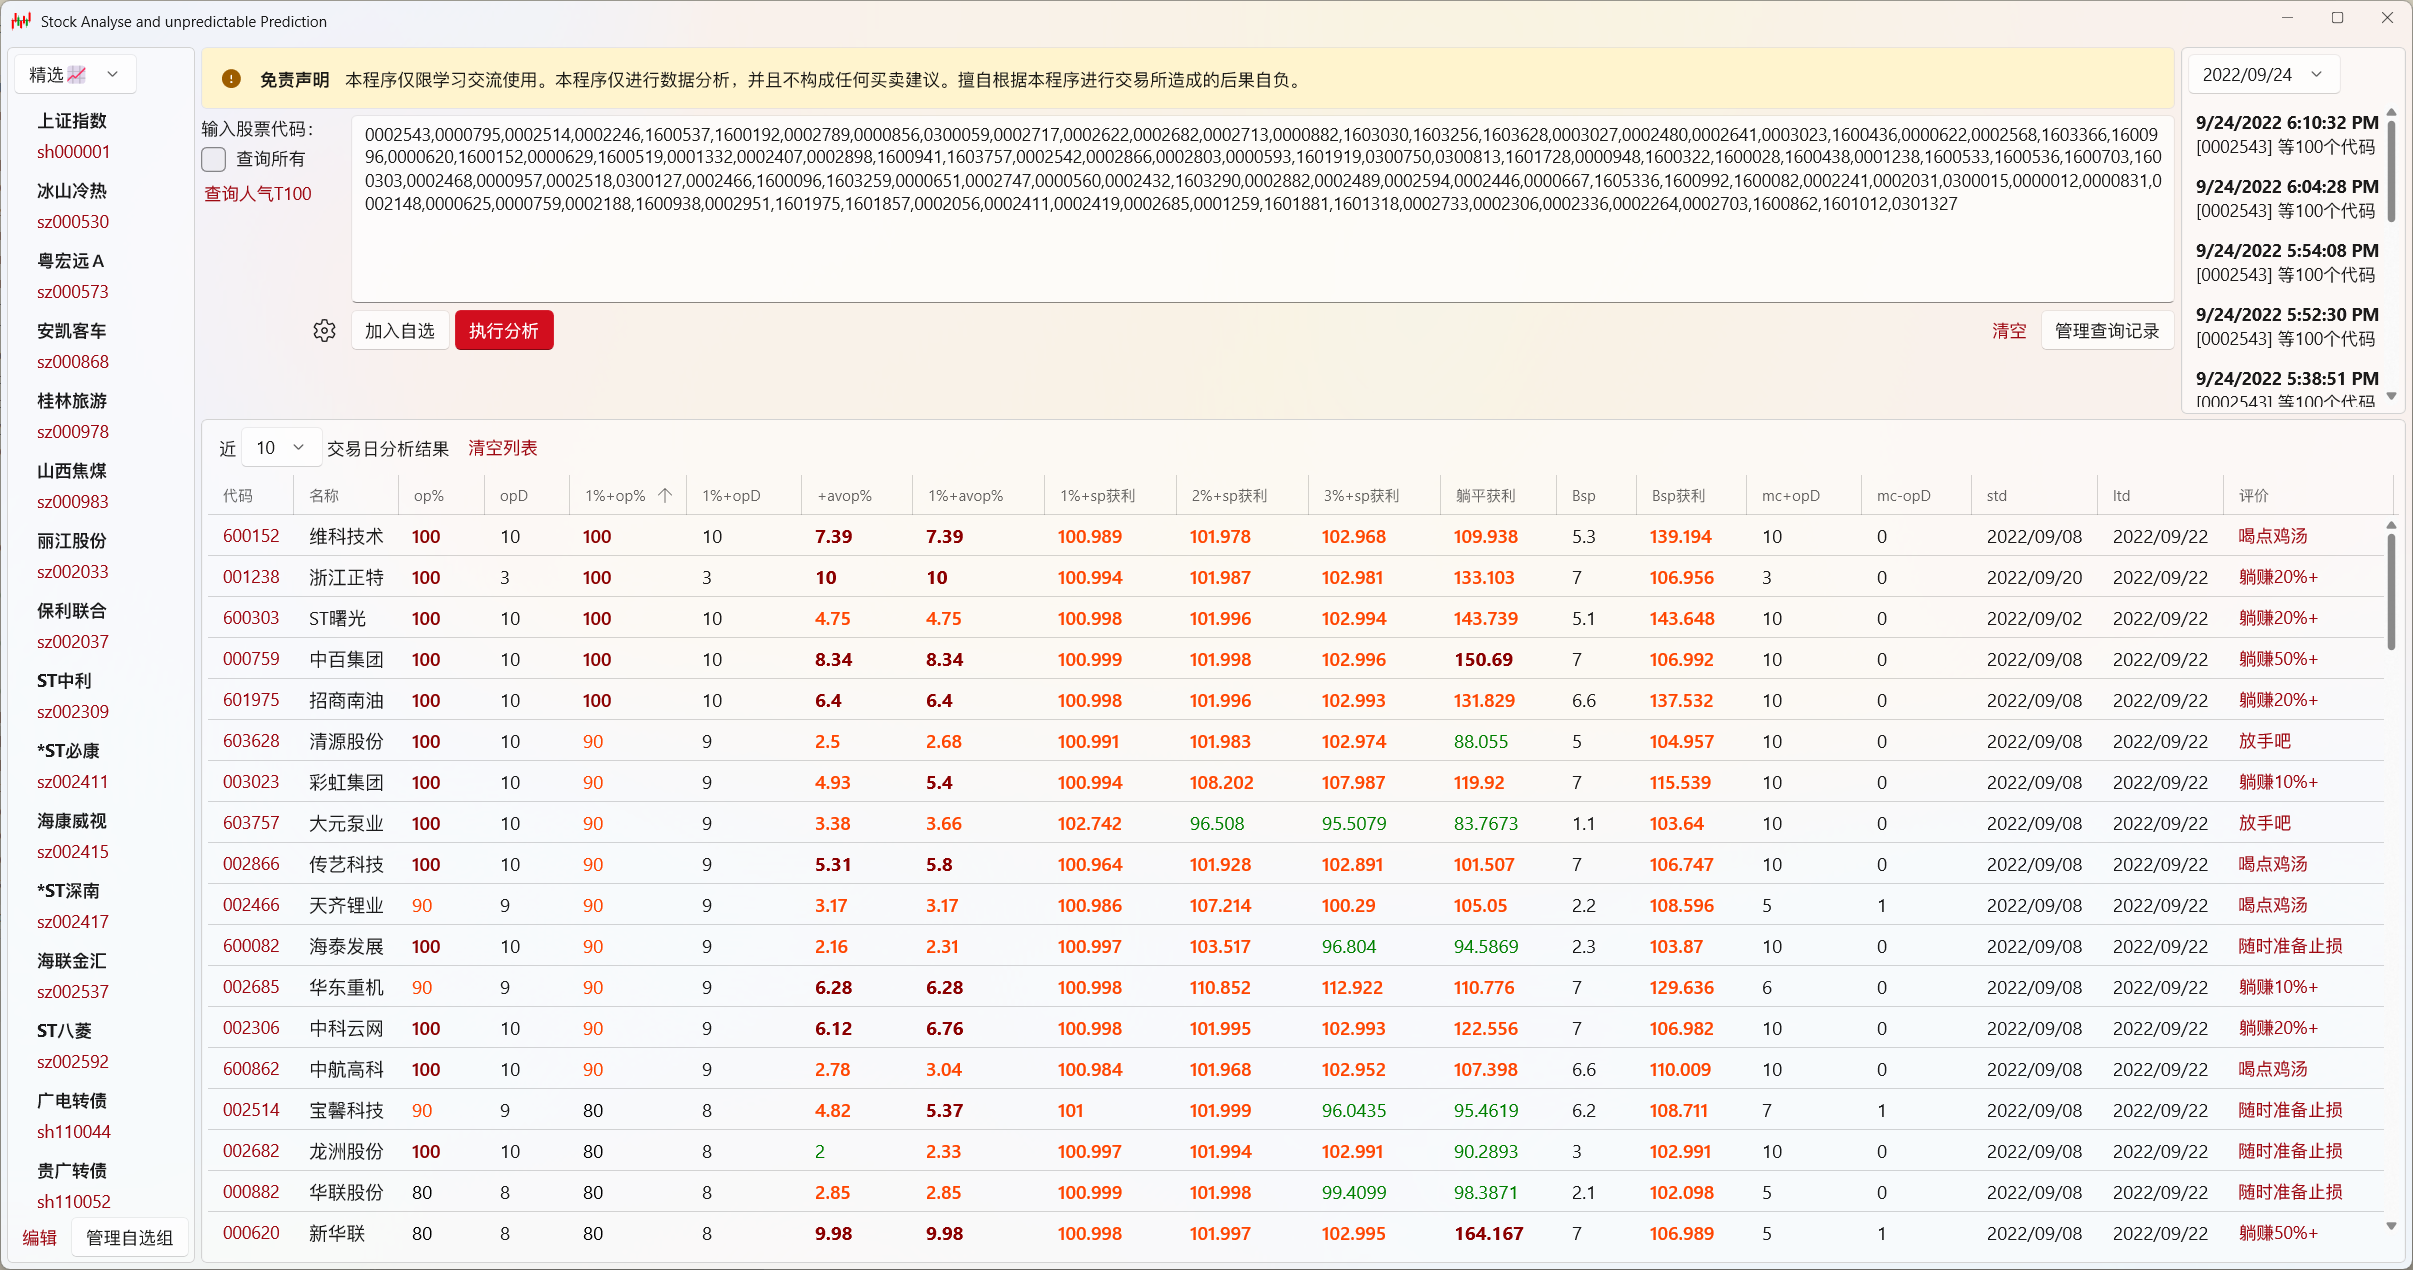 Stock Analyse and unpredictable Prediction
精选
上证指数
sh000001
冰山冷热
sz000530
粤宏远Ａ
sz000573
安凯客车
sz000868
桂林旅游
sz000978
山西焦煤
sz000983
丽江股份
sz002033
保利联合
sz002037
ST中利
sz002309
*ST必康
sz002411
海康威视
sz002415
*ST深南
sz002417
海联金汇
sz002537
ST八菱
sz002592
广电转债
sh110044
贵广转债
sh110052
编辑 管理自选组
免责声明 本程序仅限学习交流使用。本程序仅进行数据分析，并且不构成任何买卖建议。擅自根据本程序进行交易所造成的后果自负。
输入股票代码：
查询所有
查询人气T100
0002543,0000795,0002514,0002246,1600537,1600192,0002789,0000856,0300059,0002717,0002622,0002682,0002713,0000882,1603030,1603256,1603628,0003027,0002480,0002641,0003023,1600436,0000622,0002568,1603366,16009
96,0000620,1600152,0000629,1600519,0001332,0002407,0002898,1600941,1603757,0002542,0002866,0002803,0000593,1601919,0300750,0300813,1601728,0000948,1600322,1600028,1600438,0001238,1600533,1600536,1600703,160
0303,0002468,0000957,0002518,0300127,0002466,1600096,1603259,0000651,0002747,0000560,0002432,1603290,0002882,0002489,0002594,0002446,0000667,1605336,1600992,1600082,0002241,0002031,0300015,0000012,0000831,0
002148,0000625,0000759,0002188,1600938,0002951,1601975,1601857,0002056,0002411,0002419,0002685,0001259,1601881,1601318,0002733,0002306,0002336,0002264,0002703,1600862,1601012,0301327
加入自选 执行分析 清空 管理查询记录
2022/09/24
9/24/2022 6:10:32 PM
[0002543] 等100个代码
9/24/2022 6:04:28 PM
[0002543] 等100个代码
9/24/2022 5:54:08 PM
[0002543] 等100个代码
9/24/2022 5:52:30 PM
[0002543] 等100个代码
9/24/2022 5:38:51 PM
[0002543] 等100个代码
近 10 交易日分析结果 清空列表
代码 名称 op% opD 1%+op% 1%+opD +avop% 1%+avop% 1%+sp获利 2%+sp获利 3%+sp获利 躺平获利 Bsp Bsp获利 mc+opD mc-opD std ltd 评价
600152 维科技术 100 10 100 10 7.39 7.39 100.989 101.978 102.968 109.938 5.3 139.194 10 0 2022/09/08 2022/09/22 喝点鸡汤
001238 浙江正特 100 3 100 3 10 10 100.994 101.987 102.981 133.103 7 106.956 3 0 2022/09/20 2022/09/22 躺赚20%+
600303 ST曙光 100 10 100 10 4.75 4.75 100.998 101.996 102.994 143.739 5.1 143.648 10 0 2022/09/02 2022/09/22 躺赚20%+
000759 中百集团 100 10 100 10 8.34 8.34 100.999 101.998 102.996 150.69 7 106.992 10 0 2022/09/08 2022/09/22 躺赚50%+
601975 招商南油 100 10 100 10 6.4 6.4 100.998 101.996 102.993 131.829 6.6 137.532 10 0 2022/09/08 2022/09/22 躺赚20%+
603628 清源股份 100 10 90 9 2.5 2.68 100.991 101.983 102.974 88.055 5 104.957 10 0 2022/09/08 2022/09/22 放手吧
003023 彩虹集团 100 10 90 9 4.93 5.4 100.994 108.202 107.987 119.92 7 115.539 10 0 2022/09/08 2022/09/22 躺赚10%+
603757 大元泵业 100 10 90 9 3.38 3.66 102.742 96.508 95.5079 83.7673 1.1 103.64 10 0 2022/09/08 2022/09/22 放手吧
002866 传艺科技 100 10 90 9 5.31 5.8 100.964 101.928 102.891 101.507 7 106.747 10 0 2022/09/08 2022/09/22 喝点鸡汤
002466 天齐锂业 90 9 90 9 3.17 3.17 100.986 107.214 100.29 105.05 2.2 108.596 5 1 2022/09/08 2022/09/22 喝点鸡汤
600082 海泰发展 100 10 90 9 2.16 2.31 100.997 103.517 96.804 94.5869 2.3 103.87 10 0 2022/09/08 2022/09/22 随时准备止损
002685 华东重机 90 9 90 9 6.28 6.28 100.998 110.852 112.922 110.776 7 129.636 6 0 2022/09/08 2022/09/22 躺赚10%+
002306 中科云网 100 10 90 9 6.12 6.76 100.998 101.995 102.993 122.556 7 106.982 10 0 2022/09/08 2022/09/22 躺赚20%+
600862 中航高科 100 10 90 9 2.78 3.04 100.984 101.968 102.952 107.398 6.6 110.009 10 0 2022/09/08 2022/09/22 喝点鸡汤
002514 宝馨科技 90 9 80 8 4.82 5.37 101 101.999 96.0435 95.4619 6.2 108.711 7 1 2022/09/08 2022/09/22 随时准备止损
002682 龙洲股份 100 10 80 8 2 2.33 100.997 101.994 102.991 90.2893 3 102.991 10 0 2022/09/08 2022/09/22 随时准备止损
000882 华联股份 80 8 80 8 2.85 2.85 100.999 101.998 99.4099 98.3871 2.1 102.098 5 0 2022/09/08 2022/09/22 随时准备止损
000620 新华联 80 8 80 8 9.98 9.98 100.998 101.997 102.995 164.167 7 106.989 5 1 2022/09/08 2022/09/22 躺赚50%+